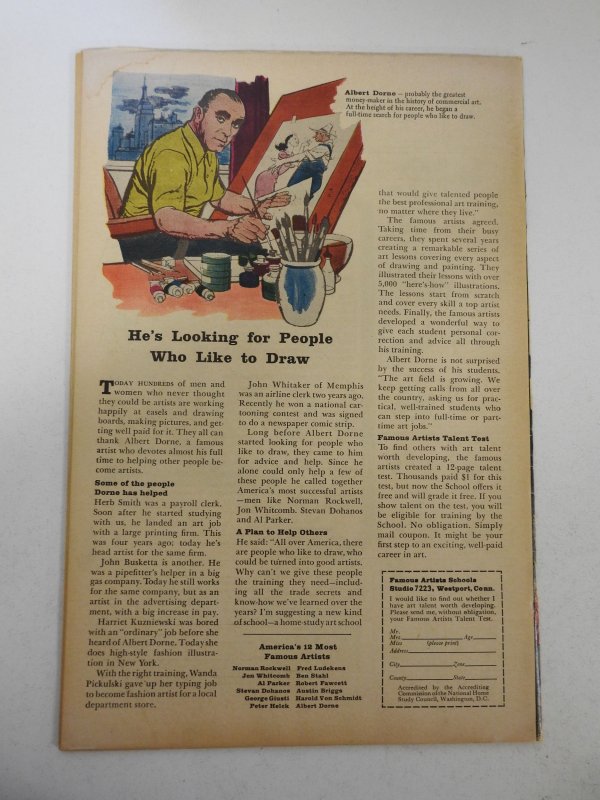 Albert Dorne – probably the greatest
money-maker in the history of commercial art.
At the height of his career, he began a
full-time search for people who like to draw.
He's Looking for People
Who Like to Draw
TODAY HUNDREDS of men and
women who never thought
they could be artists are working
happily at easels and drawing
boards, making pictures, and get-
ting well paid for it. They all can
thank Albert Dorne, a famous
artist who devotes almost his full
time to helping other people be-
come artists.
Some of the people
Dorne has helped
Herb Smith was a payroll clerk.
Soon after he started studying
with us, he landed an art job
with a large printing firm. This
was four years ago: today he's
head artist for the same firm.
John Busketta is another. He
was a pipefitter's helper in a big
gas company. Today he still works
for the same company, but as an
artist in the advertising depart-
ment, with a big increase in pay.
Harriet Kuzniewski was bored
with an "ordinary" job before she
heard of Albert Dorne. Today she
does high-style fashion illustra-
tion in New York.
With the right training, Wanda
Pickulski gave up her typing job
to become fashion artist for a local
department store.
John Whitaker of Memphis
was an airline clerk two years ago.
Recently he won a national car-
tooning contest and was signed
to do a newspaper comic strip.
Long before Albert Dorne
started looking for people who
like to draw, they came to him
for advice and help. Since he
alone could only help a few of
these people he called together
America's most successful artists
—men like Norman Rockwell,
Jon Whitcomb, Stevan Dohanos
and Al Parker.
A Plan to Help Others
He said: "All over America, there
are people who like to draw, who
could be turned into good artists.
Why can't we give these people
the training they need—includ-
ing all the trade secrets and
know-how we've learned over the
years? I'm suggesting a new kind
of school—a home-study art school
America's 12 Most
Famous Artists
Norman Rockwell Fred Ludekens
Jon Whitcomb Ben Stahl
Al Parker Robert Fawcett
Stevan Dohanos Austin Briggs
George Giusti Harold Von Schmidt
Peter Helck Albert Dorne
that would give talented people
the best professional art training,
no matter where they live."
The famous artists agreed.
Taking time from their busy
careers, they spent several years
creating a remarkable series of
art lessons covering every aspect
of drawing and painting. They
illustrated their lessons with over
5,000 "here's-how" illustrations.
The lessons start from scratch
and cover every skill a top artist
needs. Finally, the famous artists
developed a wonderful way to
give each student personal cor-
rection and advice all through
his training.
Albert Dorne is not surprised
by the success of his students.
"The art field is growing. We
keep getting calls from all over
the country, asking us for prac-
tical, well-trained students who
can step into full-time or part-
time art jobs."
Famous Artists Talent Test
To find others with art talent
worth developing, the famous
artists created a 12-page talent
test. Thousands paid $1 for this
test, but now the School offers it
free and will grade it free. If you
show talent on the test, you will
be eligible for training by the
School. No obligation. Simply
mail coupon. It might be your
first step to an exciting, well-paid
career in art.
Famous Artists Schools
Studio 7223, Westport, Conn.
I would like to find out whether I
have art talent worth developing.
Please send me, without obligation,
your Famous Artists Talent Test.
Mr.
Mrs. Age
Miss (please print)
Address
City Zone
County State
Accredited by the Accrediting
Commission of the National Home
Study Council, Washington, D.C.